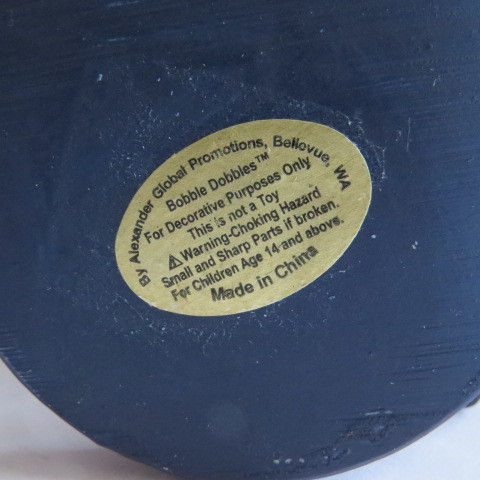 By Alexander Global Promotions, Bellevue, WA
Bobble Dobbles™
For Decorative Purposes Only
This is not a Toy
⚠Warning-Choking Hazard
Small and Sharp Parts if broken.
For Children Age 14 and above.
Made in China